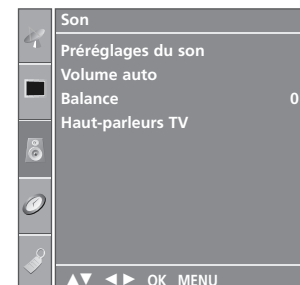 Son
Préréglages du son
Volume auto
Balance 0
Haut-parleurs TV
▲▼ ◄► OK MENU